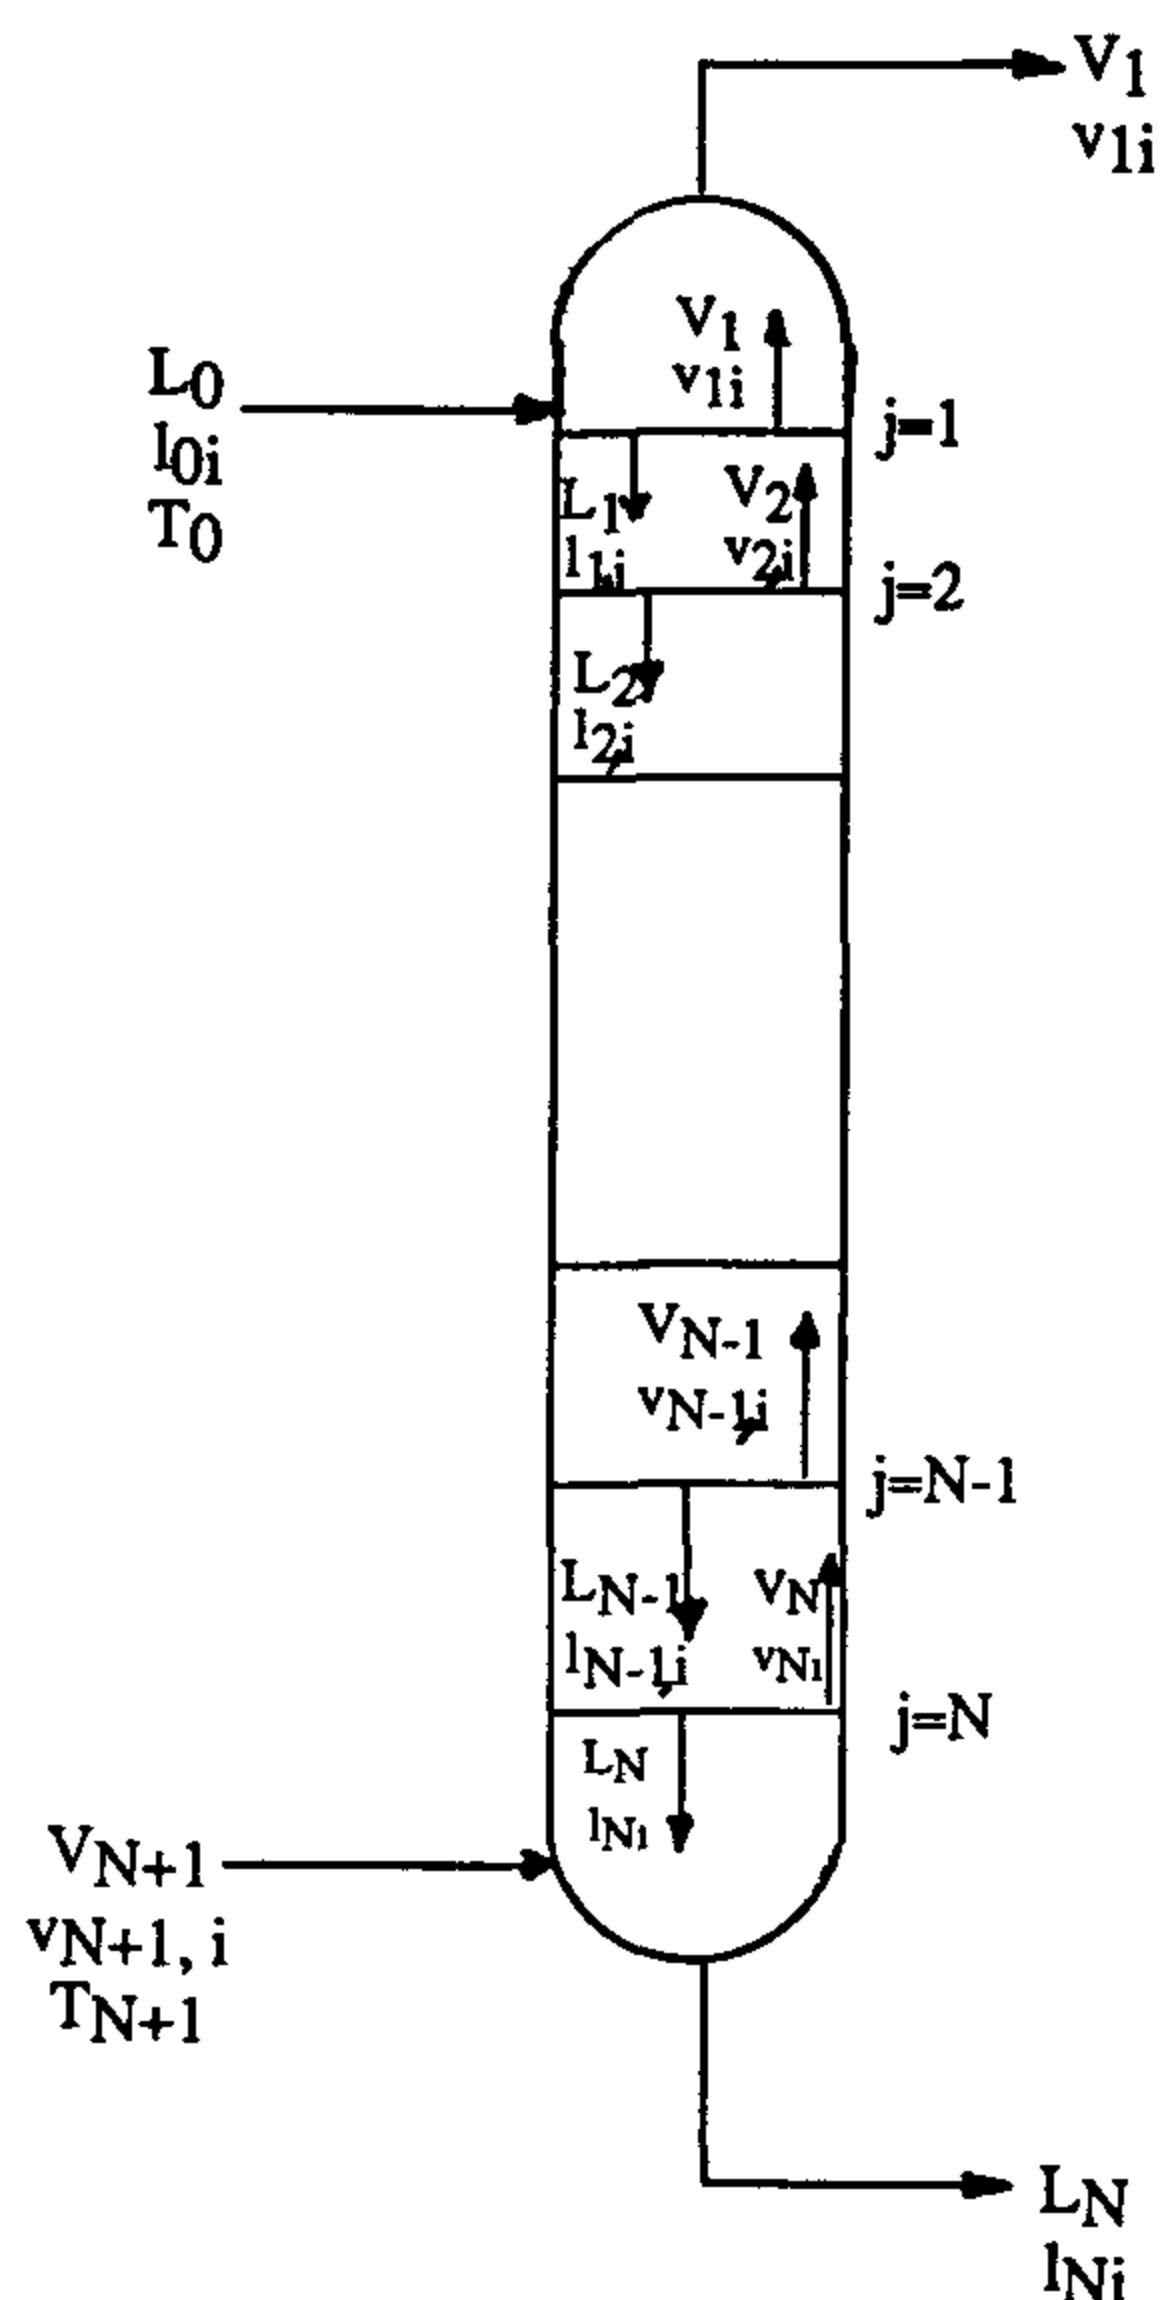 V1
v1i
V1
v1i
L0
l0i
T0
j=1
L1
l1i
V2
v2i
j=2
L2
l2i
VN-1
vN-1i
j=N-1
LN-1
lN-1i
VN
vNi
j=N
LN
lNi
VN+1
vN+1, i
TN+1
LN
lNi